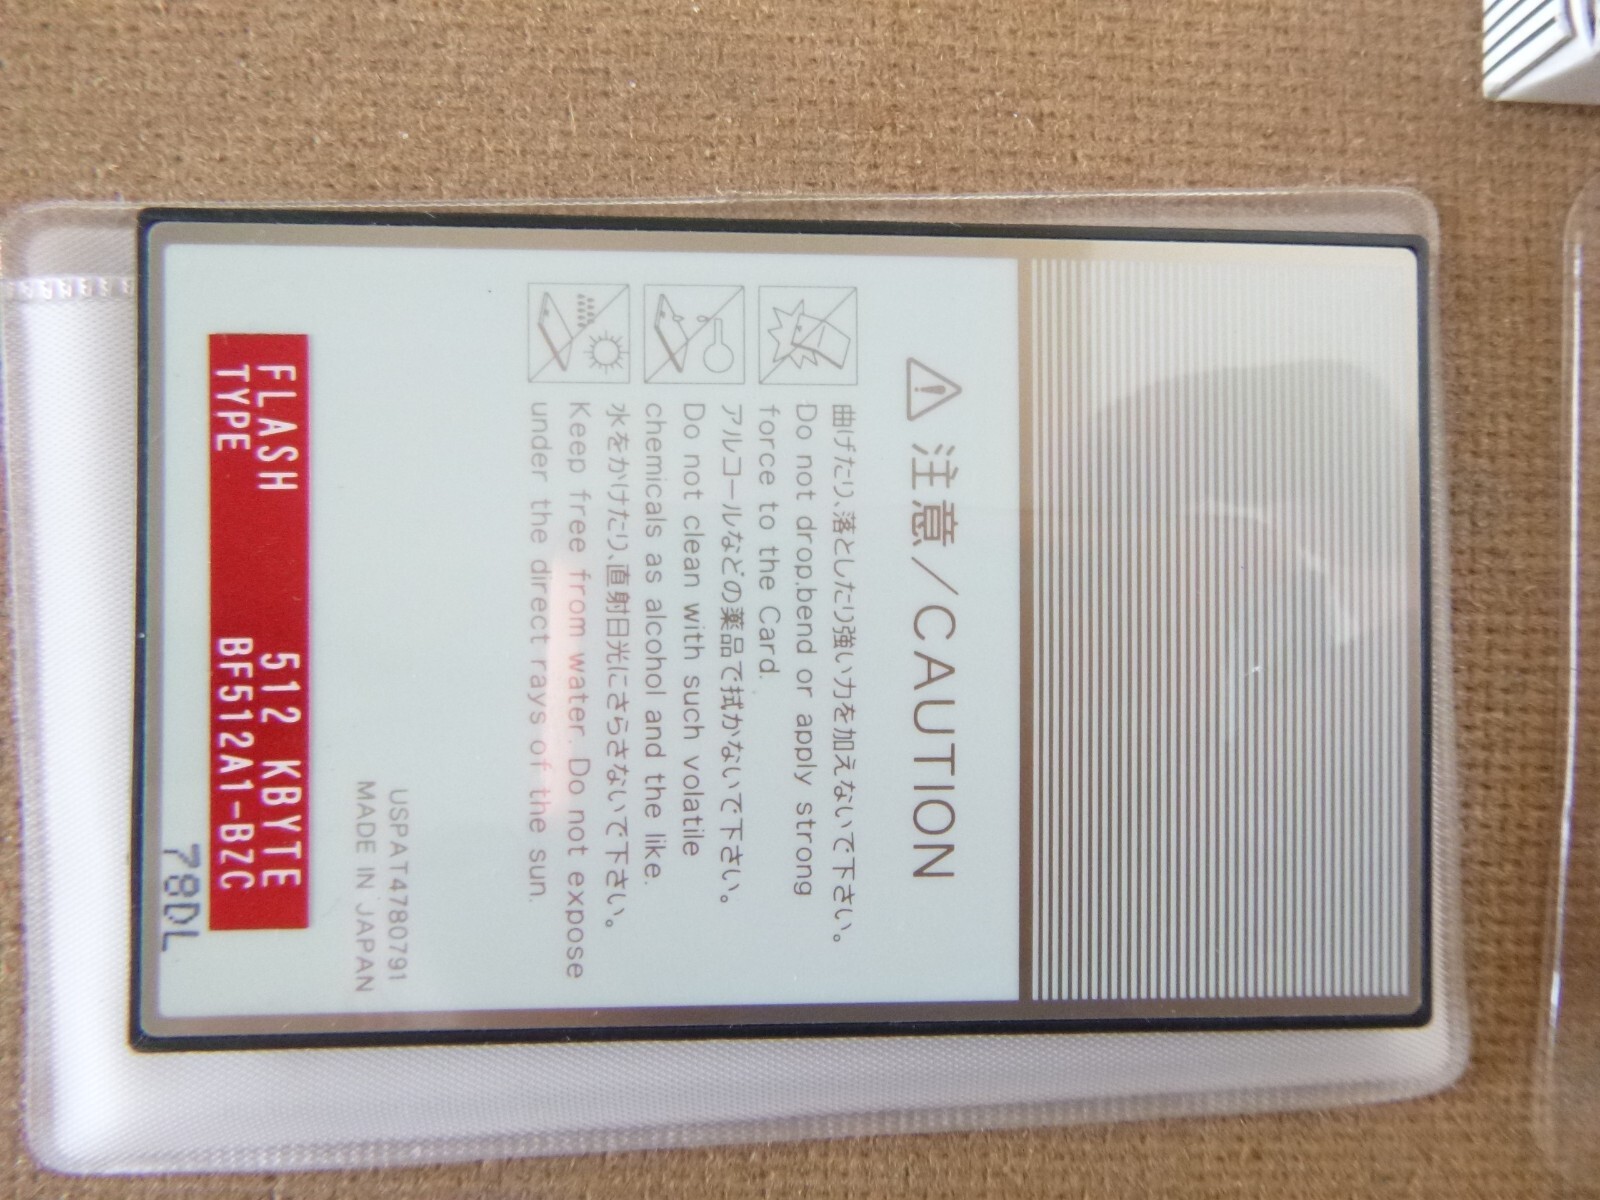 ⚠ 注意/CAUTION
曲げたり、落としたり強い力を加えないで下さい。
Do not drop,bend or apply strong
force to the Card.
アルコールなどの薬品で拭かないで下さい。
Do not clean with such volatile
chemicals as alcohol and the like.
水をかけたり、直射日光にさらさないで下さい。
Keep free from water. Do not expose
under the direct rays of the sun.
USPAT4780791
MADE IN JAPAN
FLASH 512 KBYTE
TYPE BF512A1-BZC
78DL